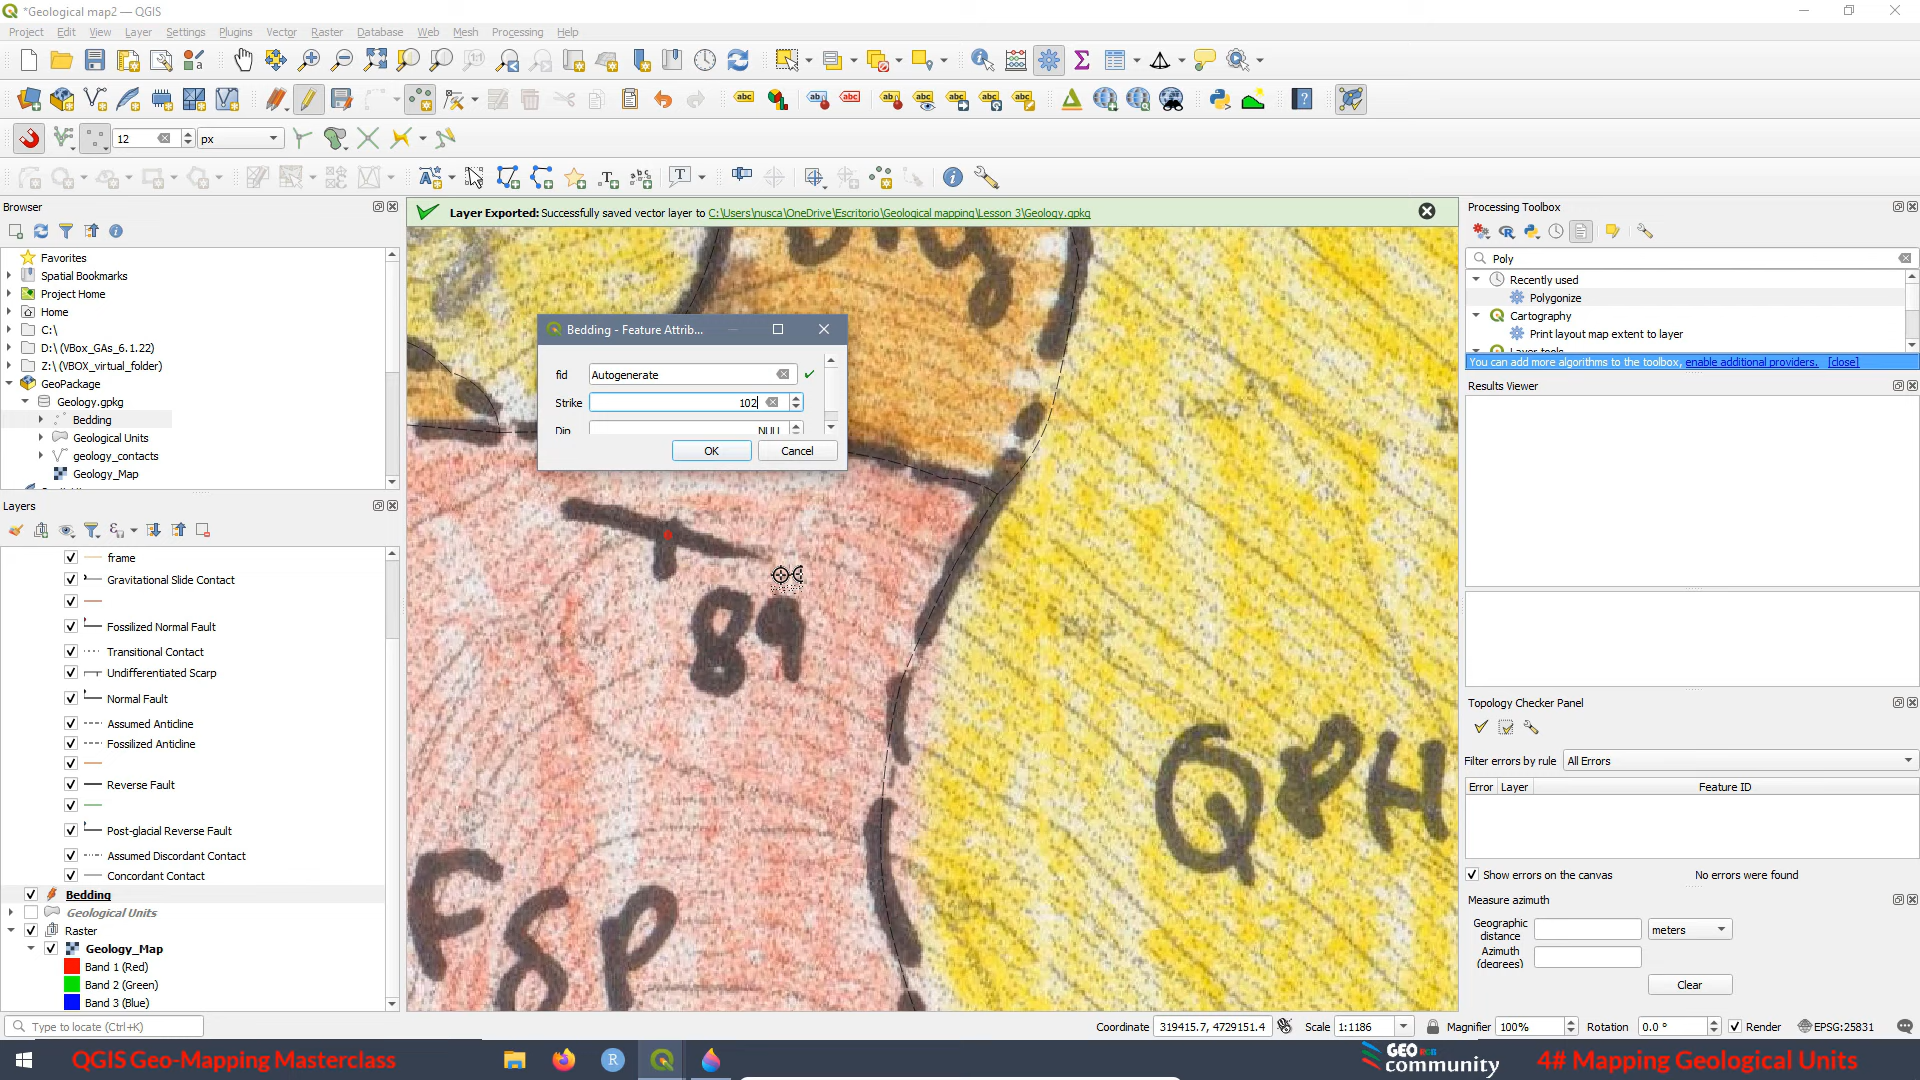 *Geological map2 — QGIS
Project Edit View Layer Settings Plugins Vector Raster Database Web Mesh Processing Help
12 px
Browser
Favorites
Spatial Bookmarks
Project Home
Home
C:\
D:\ (VBox_GAs_6.1.22)
Z:\ (VBOX_virtual_folder)
GeoPackage
Geology.gpkg
Bedding
Geological Units
geology_contacts
Geology_Map
Layers
frame
Gravitational Slide Contact
Fossilized Normal Fault
Transitional Contact
Undifferentiated Scarp
Normal Fault
Assumed Anticline
Fossilized Anticline
Reverse Fault
Post-glacial Reverse Fault
Assumed Discordant Contact
Concordant Contact
Bedding
Geological Units
Raster
Geology_Map
Band 1 (Red)
Band 2 (Green)
Band 3 (Blue)
Layer Exported: Successfully saved vector layer to C:\Users\nusca\OneDrive\Escritorio\Geological mapping\Lesson 3\Geology.gpkg
Bedding - Feature Attrib...
fid Autogenerate
Strike 102
Dip NULL
OK Cancel
89
QPH
Processing Toolbox
Poly
Recently used
Polygonize
Cartography
Print layout map extent to layer
Layer tools
You can add more algorithms to the toolbox, enable additional providers. [close]
Results Viewer
Topology Checker Panel
Filter errors by rule All Errors
Error Layer Feature ID
Show errors on the canvas No errors were found
Measure azimuth
Geographic distance meters
Azimuth (degrees)
Clear
Type to locate (Ctrl+K)
Coordinate 319415.7, 4729151.4 Scale 1:1186 Magnifier 100% Rotation 0.0 ° Render EPSG:25831
QGIS Geo-Mapping Masterclass
GEO community
4# Mapping Geological Units